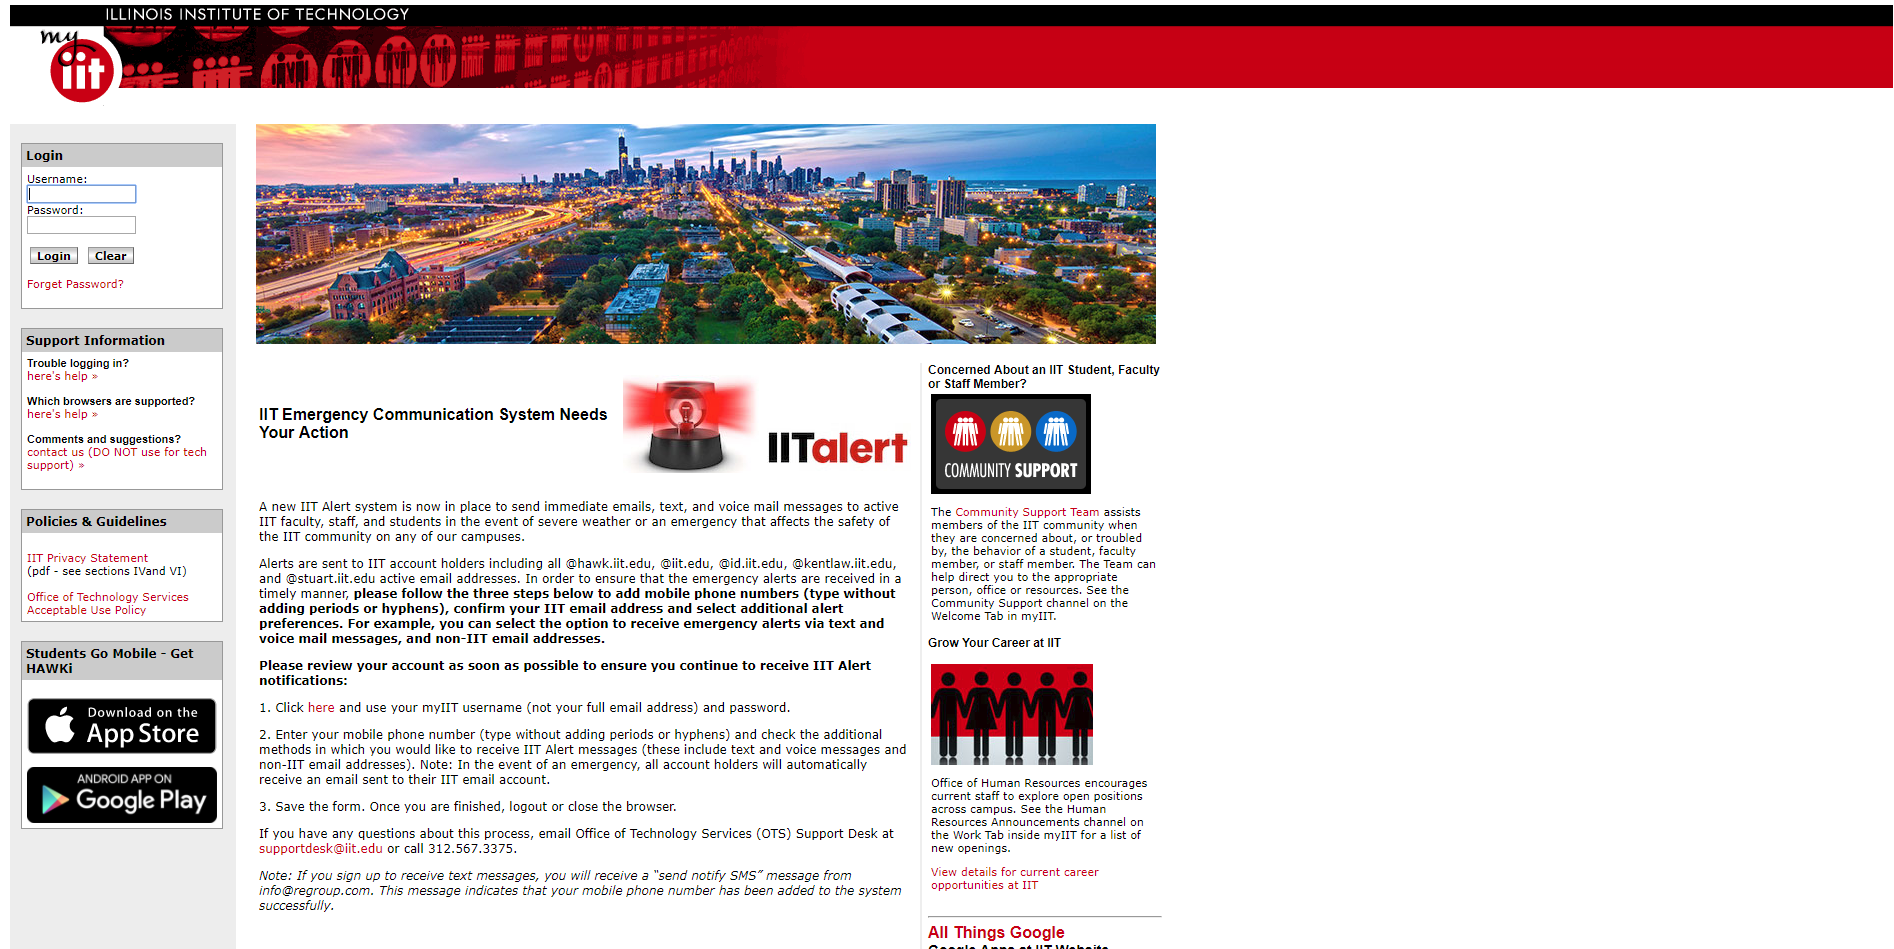 ILLINOIS INSTITUTE OF TECHNOLOGY
my
iit
Login
Username:
Password:
Login Clear
Forget Password?
Support Information
Trouble logging in?
here's help »
Which browsers are supported?
here's help »
Comments and suggestions?
contact us (DO NOT use for tech
support) »
Policies & Guidelines
IIT Privacy Statement
(pdf - see sections IVand VI)
Office of Technology Services
Acceptable Use Policy
Students Go Mobile - Get
HAWKi
Download on the
App Store
ANDROID APP ON
Google Play
IIT Emergency Communication System Needs
Your Action
IITalert
A new IIT Alert system is now in place to send immediate emails, text, and voice mail messages to active
IIT faculty, staff, and students in the event of severe weather or an emergency that affects the safety of
the IIT community on any of our campuses.
Alerts are sent to IIT account holders including all @hawk.iit.edu, @iit.edu, @id.iit.edu, @kentlaw.iit.edu,
and @stuart.iit.edu active email addresses. In order to ensure that the emergency alerts are received in a
timely manner, please follow the three steps below to add mobile phone numbers (type without
adding periods or hyphens), confirm your IIT email address and select additional alert
preferences. For example, you can select the option to receive emergency alerts via text and
voice mail messages, and non-IIT email addresses.
Please review your account as soon as possible to ensure you continue to receive IIT Alert
notifications:
1. Click here and use your myIIT username (not your full email address) and password.
2. Enter your mobile phone number (type without adding periods or hyphens) and check the additional
methods in which you would like to receive IIT Alert messages (these include text and voice messages and
non-IIT email addresses). Note: In the event of an emergency, all account holders will automatically
receive an email sent to their IIT email account.
3. Save the form. Once you are finished, logout or close the browser.
If you have any questions about this process, email Office of Technology Services (OTS) Support Desk at
supportdesk@iit.edu or call 312.567.3375.
Note: If you sign up to receive text messages, you will receive a “send notify SMS” message from
info@regroup.com. This message indicates that your mobile phone number has been added to the system
successfully.
Concerned About an IIT Student, Faculty
or Staff Member?
COMMUNITY SUPPORT
The Community Support Team assists
members of the IIT community when
they are concerned about, or troubled
by, the behavior of a student, faculty
member, or staff member. The Team can
help direct you to the appropriate
person, office or resources. See the
Community Support channel on the
Welcome Tab in myIIT.
Grow Your Career at IIT
Office of Human Resources encourages
current staff to explore open positions
across campus. See the Human
Resources Announcements channel on
the Work Tab inside myIIT for a list of
new openings.
View details for current career
opportunities at IIT
All Things Google
Google Apps at IIT Website